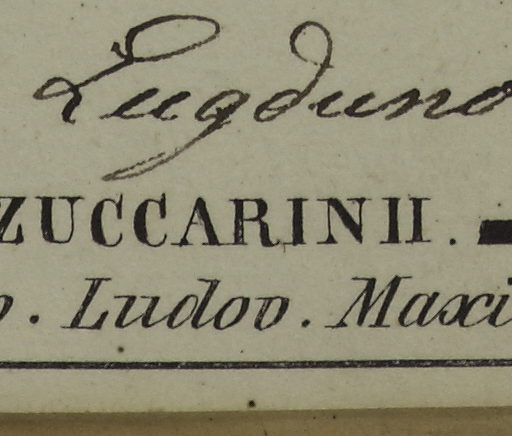 Lugduno
ZUCCARINII.
. Ludov. Maxi